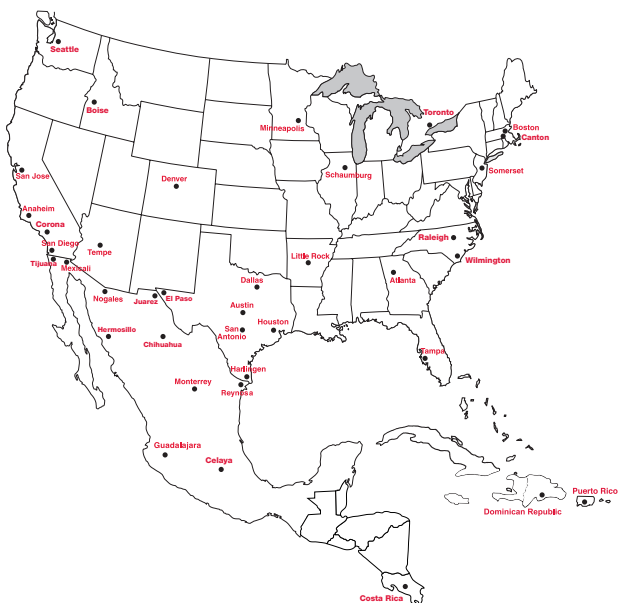 Seattle
Boise
Minneapolis
Toronto
Boston
Canton
San Jose
Denver
Schaumburg
Somerset
Anaheim
Corona
San Diego
Tijuana
Mexicali
Tempe
Little Rock
Raleigh
Wilmington
Dallas
Atlanta
Nogales
Juarez
El Paso
Austin
San
Antonio
Houston
Hermosillo
Chihuahua
Tampa
Harlingen
Monterrey
Reynosa
Guadalajara
Celaya
Puerto Rico
Dominican Republic
Costa Rica